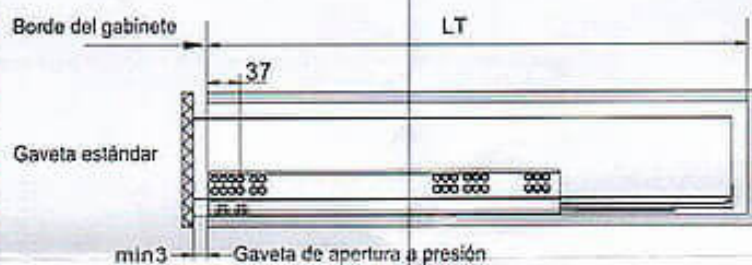 Borde del gabinete
LT
37
Gaveta estándar
min3
Gaveta de apertura a presión